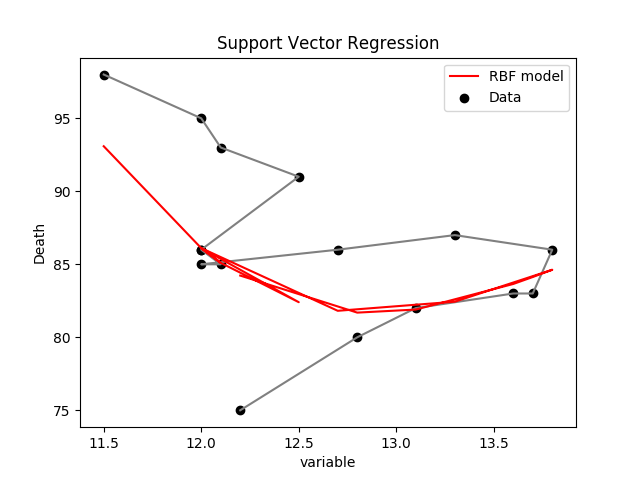 Support Vector Regression
RBF model
Data
Death
95
90
85
80
75
11.5 12.0 12.5 13.0 13.5
variable